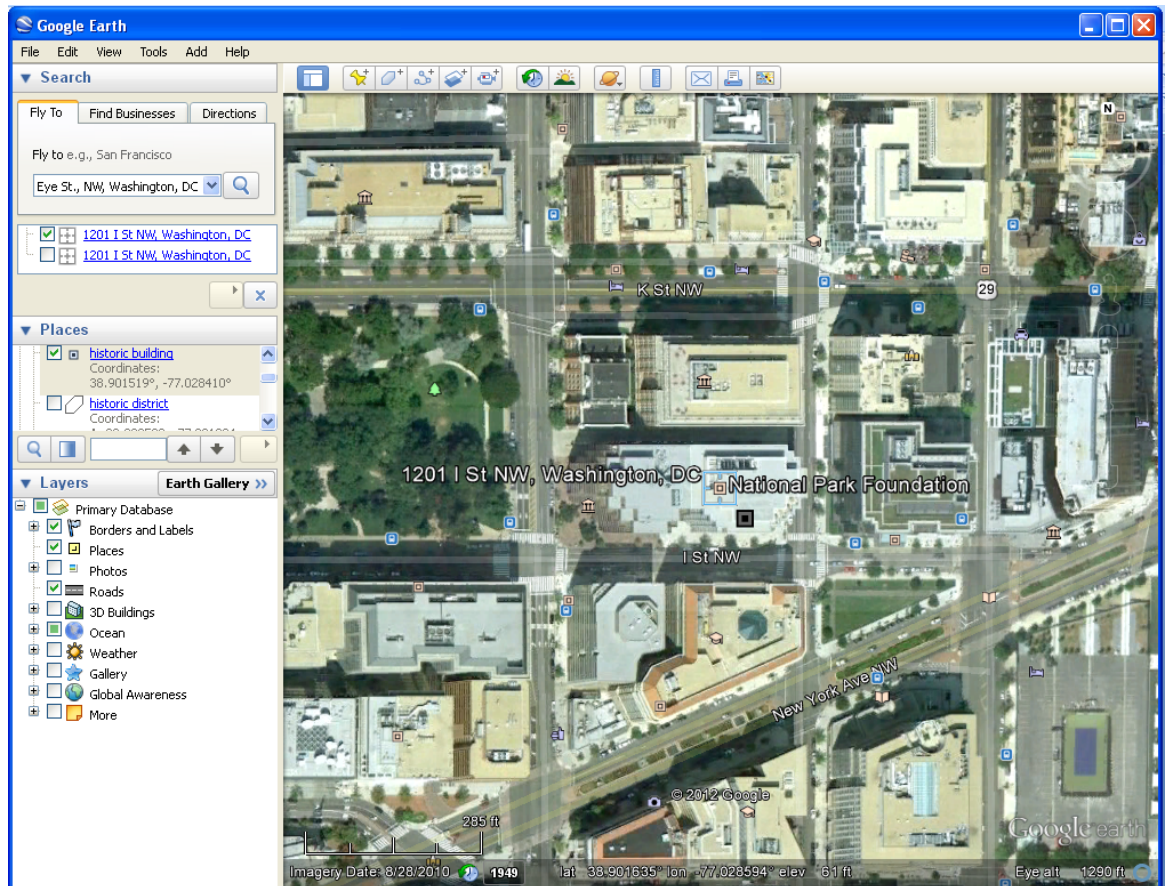 Google Earth
File Edit View Tools Add Help
Search
Fly To Find Businesses Directions
Fly to e.g., San Francisco
Eye St., NW, Washington, DC
1201 I St NW, Washington, DC
1201 I St NW, Washington, DC
Places
historic building
Coordinates:
38.901519°, -77.028410°
historic district
Coordinates:
Layers
Earth Gallery >>
Primary Database
Borders and Labels
Places
Photos
Roads
3D Buildings
Ocean
Weather
Gallery
Global Awareness
More
N
K St NW
29
1201 I St NW, Washington, DC
National Park Foundation
I St NW
New York Ave NW
© 2012 Google
285 ft
Google earth
Imagery Date: 8/28/2010 1949 lat 38.901635° lon -77.028594° elev 61 ft Eye alt 1290 ft